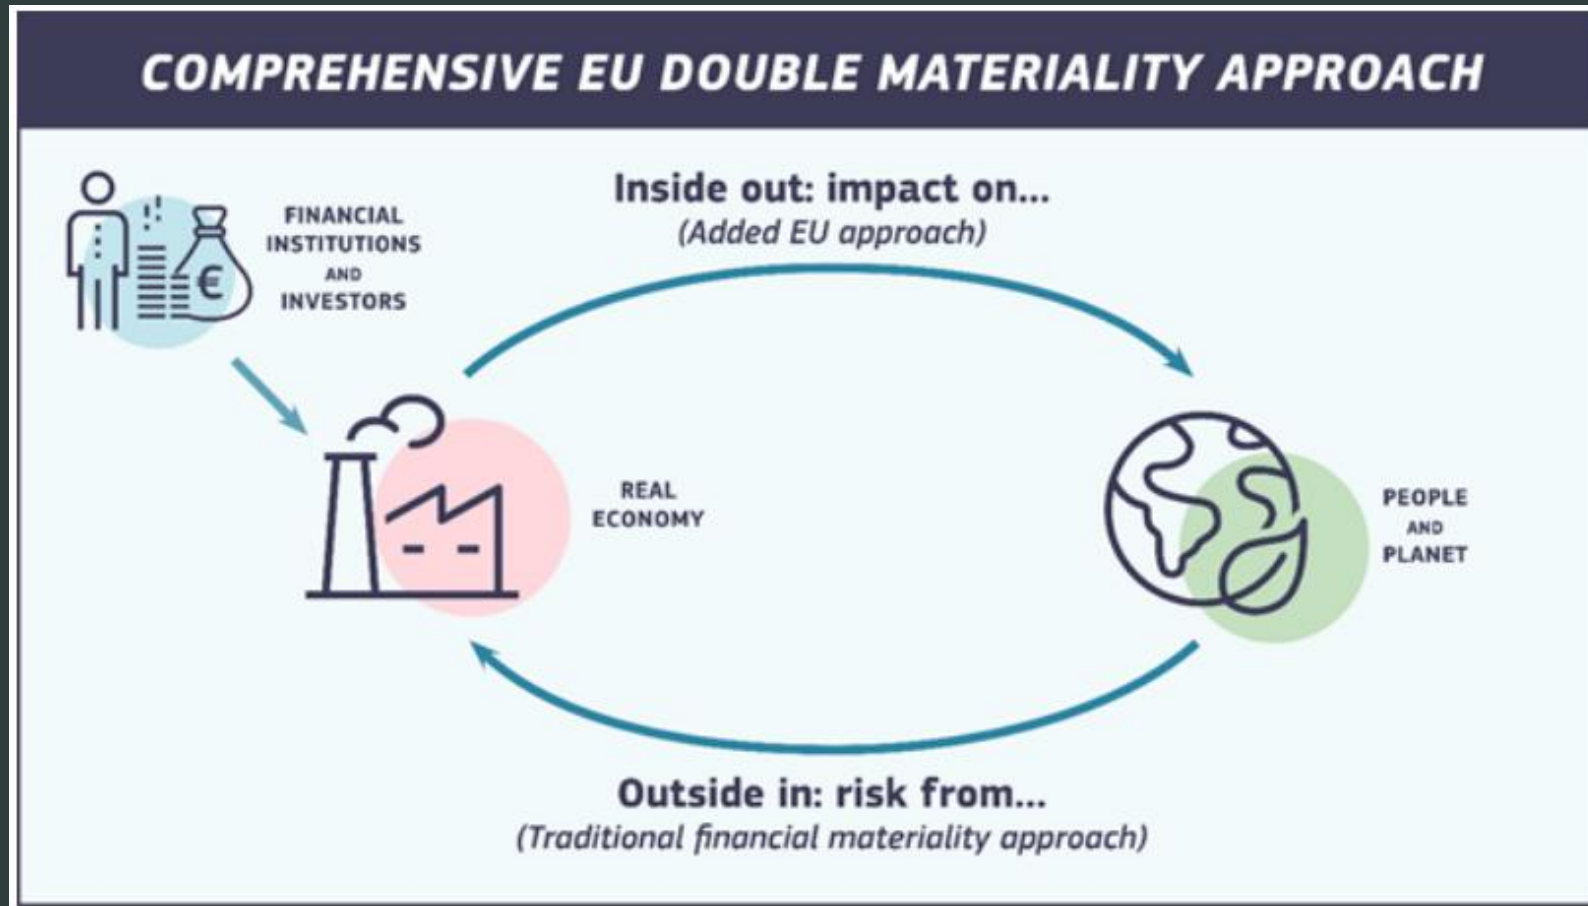 COMPREHENSIVE EU DOUBLE MATERIALITY APPROACH
FINANCIAL
INSTITUTIONS
AND
INVESTORS
€
Inside out: impact on...
(Added EU approach)
REAL
ECONOMY
PEOPLE
AND
PLANET
Outside in: risk from...
(Traditional financial materiality approach)